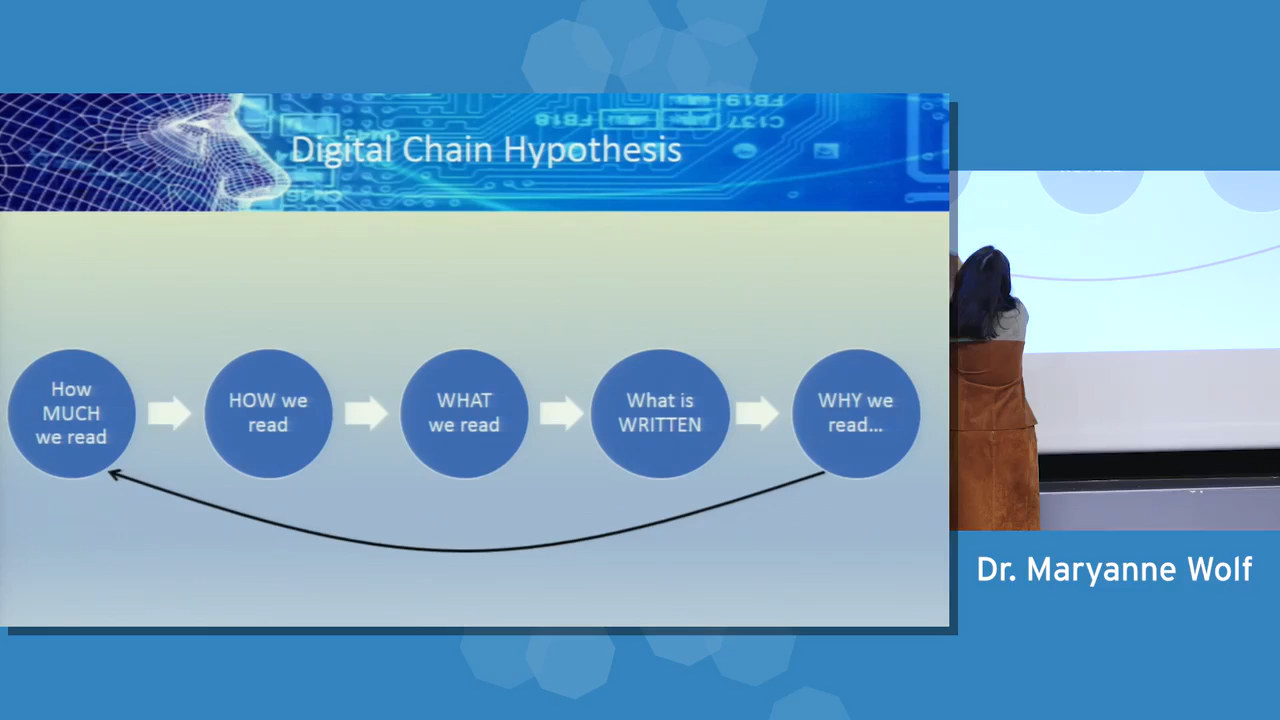 Digital Chain Hypothesis
How
MUCH
we read
HOW we
read
WHAT
we read
What is
WRITTEN
WHY we
read...
Dr. Maryanne Wolf